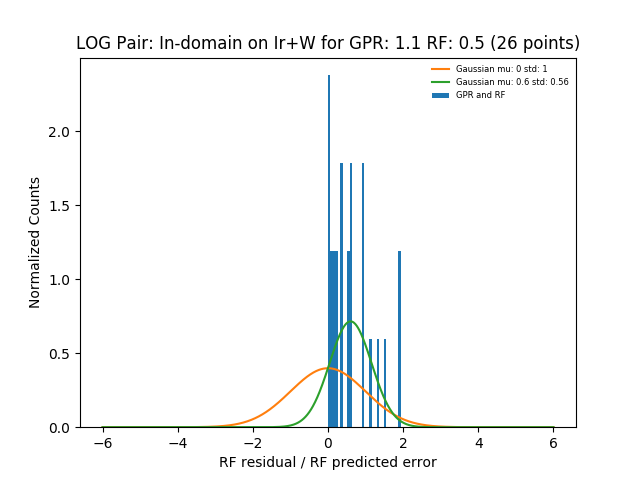 LOG Pair: In-domain on Ir+W for GPR: 1.1 RF: 0.5 (26 points)
Gaussian mu: 0 std: 1
Gaussian mu: 0.6 std: 0.56
GPR and RF
Normalized Counts
2.0
1.5
1.0
0.5
0.0
−6
−4
−2
0
2
4
6
RF residual / RF predicted error